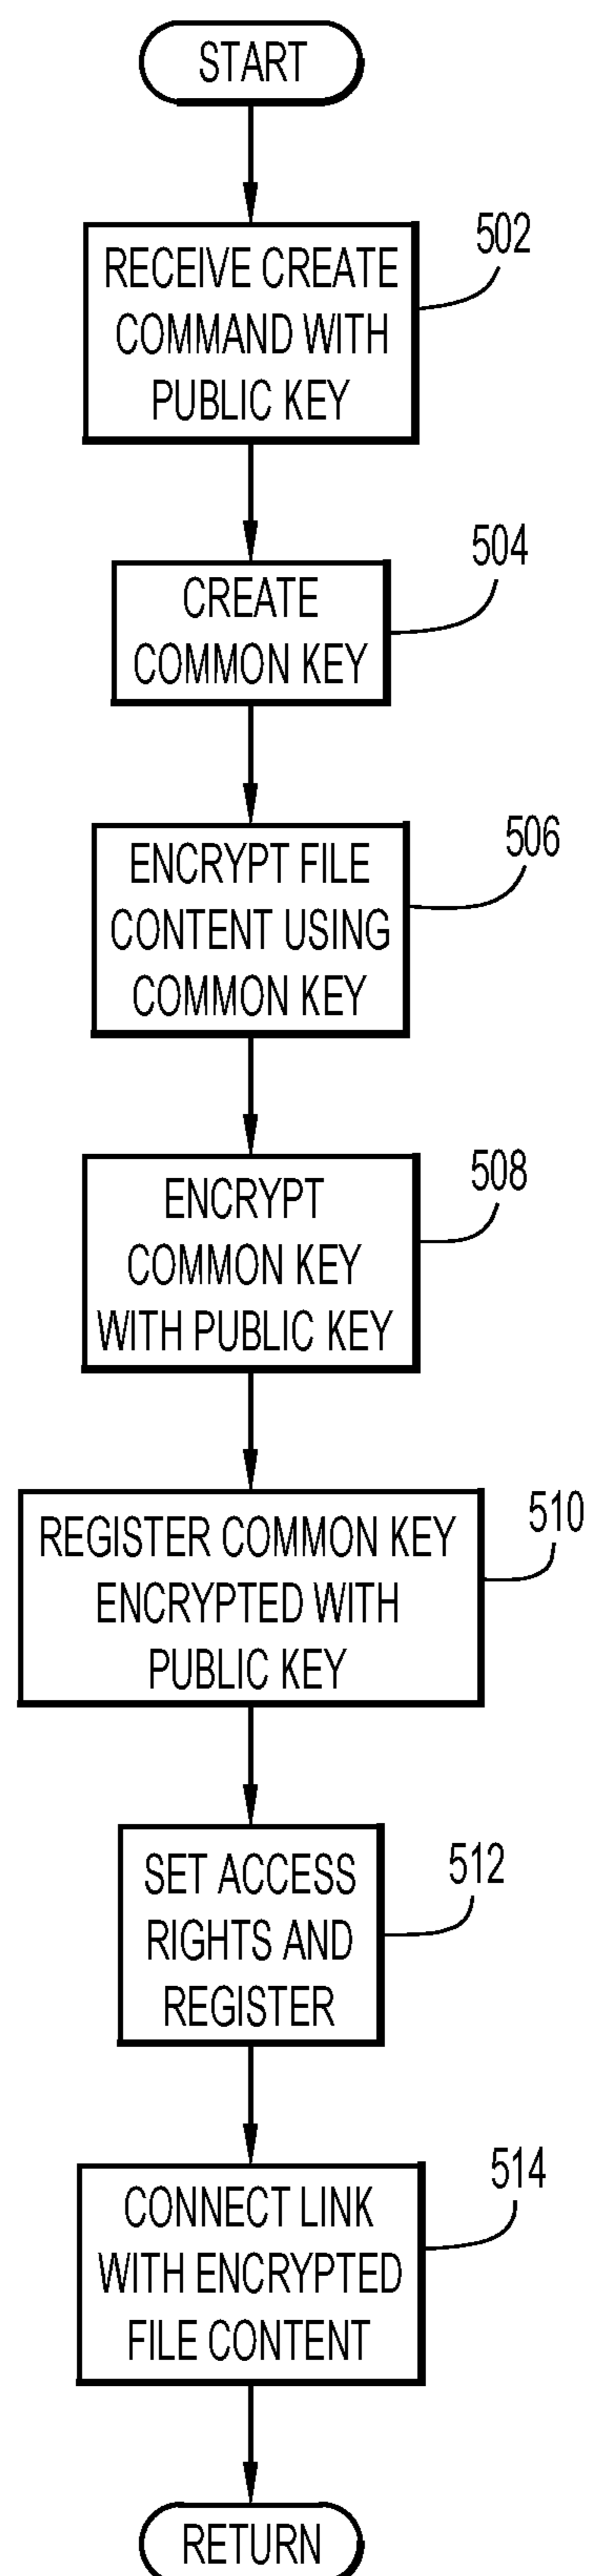 START
502
RECEIVE CREATE
COMMAND WITH
PUBLIC KEY
504
CREATE
COMMON KEY
506
ENCRYPT FILE
CONTENT USING
COMMON KEY
508
ENCRYPT
COMMON KEY
WITH PUBLIC KEY
510
REGISTER COMMON KEY
ENCRYPTED WITH
PUBLIC KEY
512
SET ACCESS
RIGHTS AND
REGISTER
514
CONNECT LINK
WITH ENCRYPTED
FILE CONTENT
RETURN